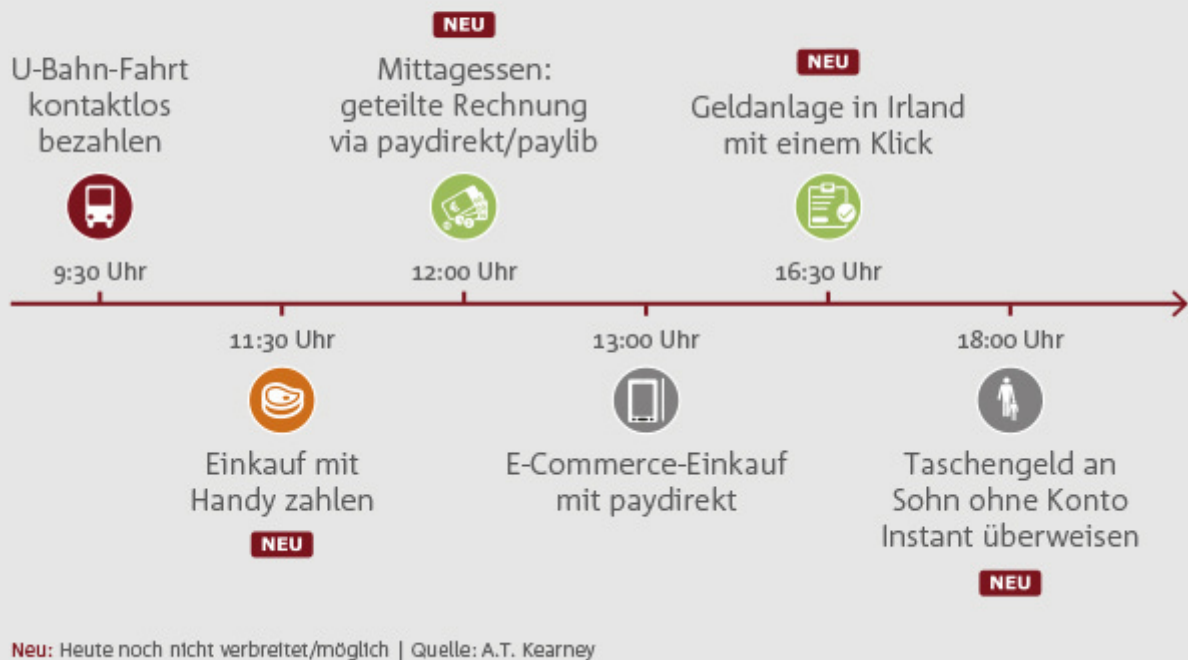 U-Bahn-Fahrt
kontaktlos
bezahlen
9:30 Uhr
11:30 Uhr
Einkauf mit
Handy zahlen
NEU
NEU
Mittagessen:
geteilte Rechnung
via paydirekt/paylib
12:00 Uhr
13:00 Uhr
E-Commerce-Einkauf
mit paydirekt
NEU
Geldanlage in Irland
mit einem Klick
16:30 Uhr
18:00 Uhr
Taschengeld an
Sohn ohne Konto
Instant überweisen
NEU
Neu: Heute noch nicht verbreitet/möglich | Quelle: A.T. Kearney